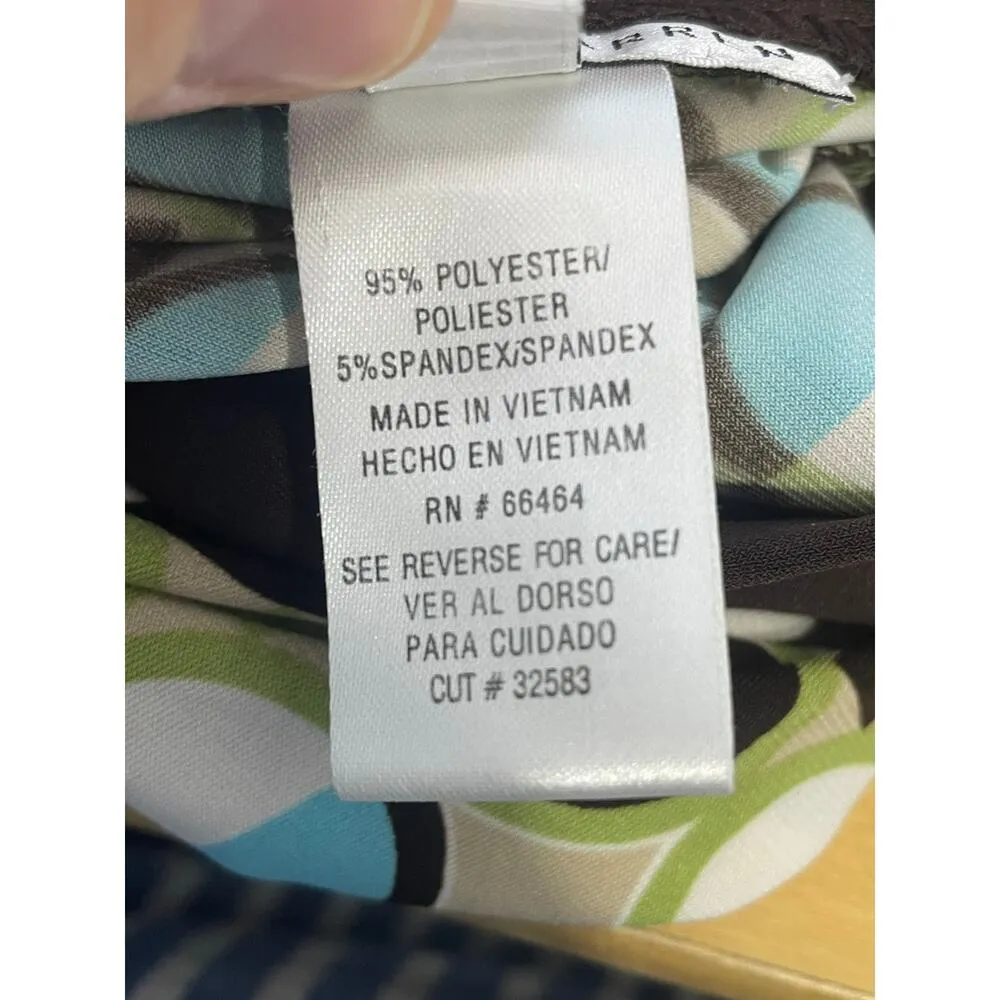 95% POLYESTER/
POLIESTER
5%SPANDEX/SPANDEX
MADE IN VIETNAM
HECHO EN VIETNAM
RN # 66464
SEE REVERSE FOR CARE/
VER AL DORSO
PARA CUIDADO
CUT # 32583